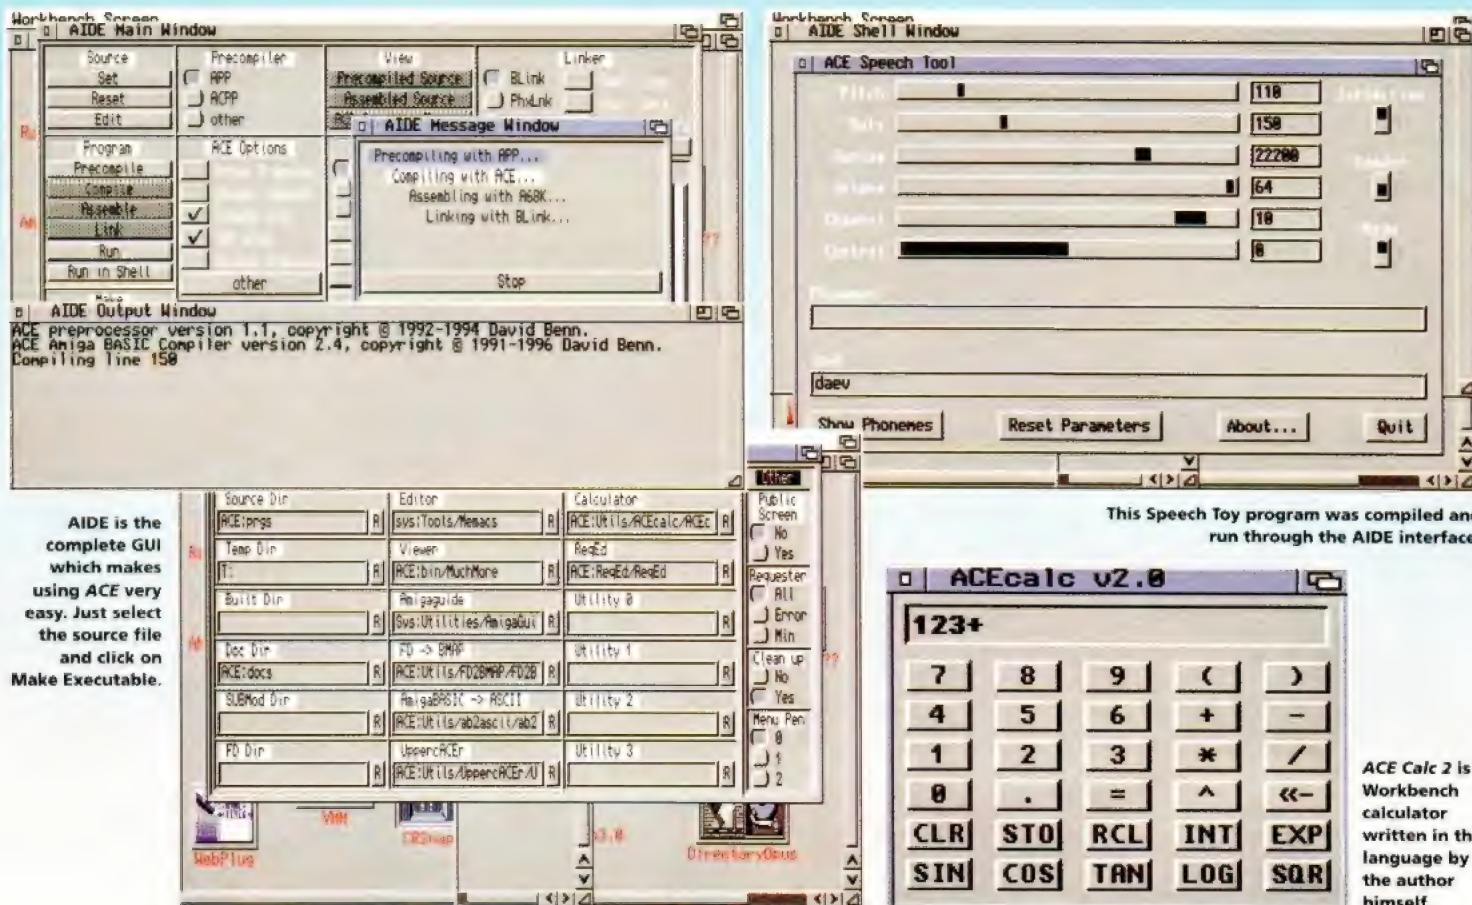 Workbench Screen
AIDE Main Window
Source
Set
Reset
Edit
Program
Precompile
Compile
Assemble
Link
Run
Run in Shell
Make
Precompiler
APP
ACPP
other
ACE Options
other
View
Precompiled Source
Assembled Source
Linker
BLink
PhxLnk
AIDE Message Window
Precompiling with APP...
Compiling with ACE...
Assembling with A68K...
Linking with BLink...
Stop
??
AIDE Output Window
ACE preprocessor version 1.1, copyright © 1992-1994 David Benn.
ACE Amiga BASIC Compiler version 2.4, copyright © 1991-1996 David Benn.
Compiling line 150
Workbench Screen
AIDE Shell Window
ACE Speech Tool
Pitch
110
150
22200
Volume
64
Channel
10
Control
0
daev
Show Phonemes
Reset Parameters
About...
Quit
AIDE is the
complete GUI
which makes
using ACE very
easy. Just select
the source file
and click on
Make Executable.
Source Dir
ACE:prgs
R
Temp Dir
T:
R
Built Dir
R
Doc Dir
ACE:docs
R
SUBMod Dir
R
FD Dir
R
Editor
sys:Tools/Memacs
R
Viewer
ACE:bin/MuchMore
R
Amigaguide
Sys:Utilities/AmigaGui
R
FD -> BMAP
ACE:Utils/FD2BMAP/FD2B
R
AmigaBASIC -> ASCII
ACE:Utils/ab2ascii/ab2
R
UppercACEr
ACE:Utils/UppercACEr/U
R
Calculator
ACE:Utils/ACEcalc/ACEc
R
ReqEd
ACE:ReqEd/ReqEd
R
Utility 0
R
Utility 1
R
Utility 2
R
Utility 3
R
Other
Public
Screen
No
Yes
Requester
All
Error
Min
Clean up
No
Yes
Menu Pen
0
1
2
??
WebPlug
VMM
x3.0
DirectoryOpus
This Speech Toy program was compiled and
run through the AIDE interface
ACEcalc v2.0
123+
7 8 9 ( )
4 5 6 + -
1 2 3 * /
0 . = ^ «-
CLR STO RCL INT EXP
SIN COS TAN LOG SQR
ACE Calc 2 is
Workbench
calculator
written in th
language by
the author
himself